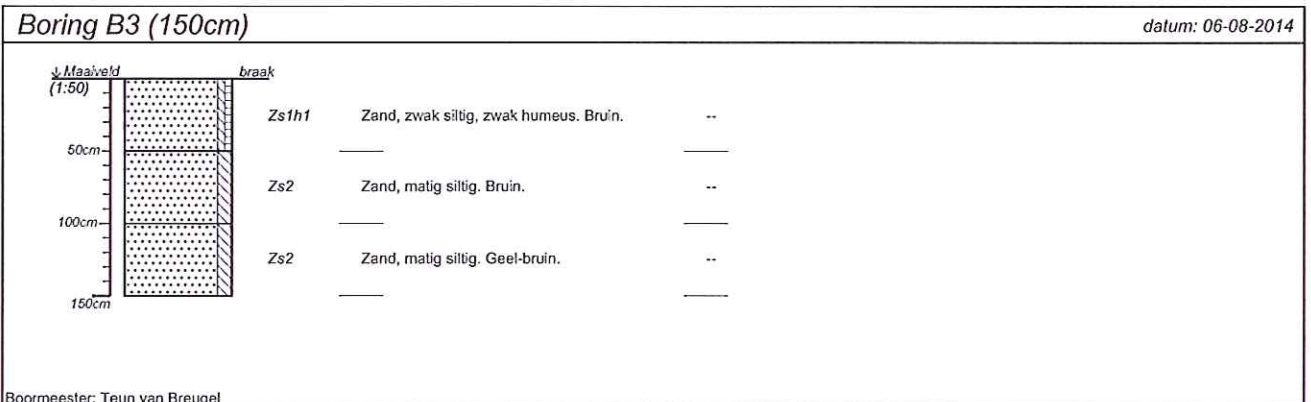 Boring B3 (150cm) datum: 06-08-2014
↓ Maaiveld braak
(1:50)
Zs1h1 Zand, zwak siltig, zwak humeus. Bruin. --
50cm
Zs2 Zand, matig siltig. Bruin. --
100cm
Zs2 Zand, matig siltig. Geel-bruin. --
150cm
Boormeester: Teun van Breugel